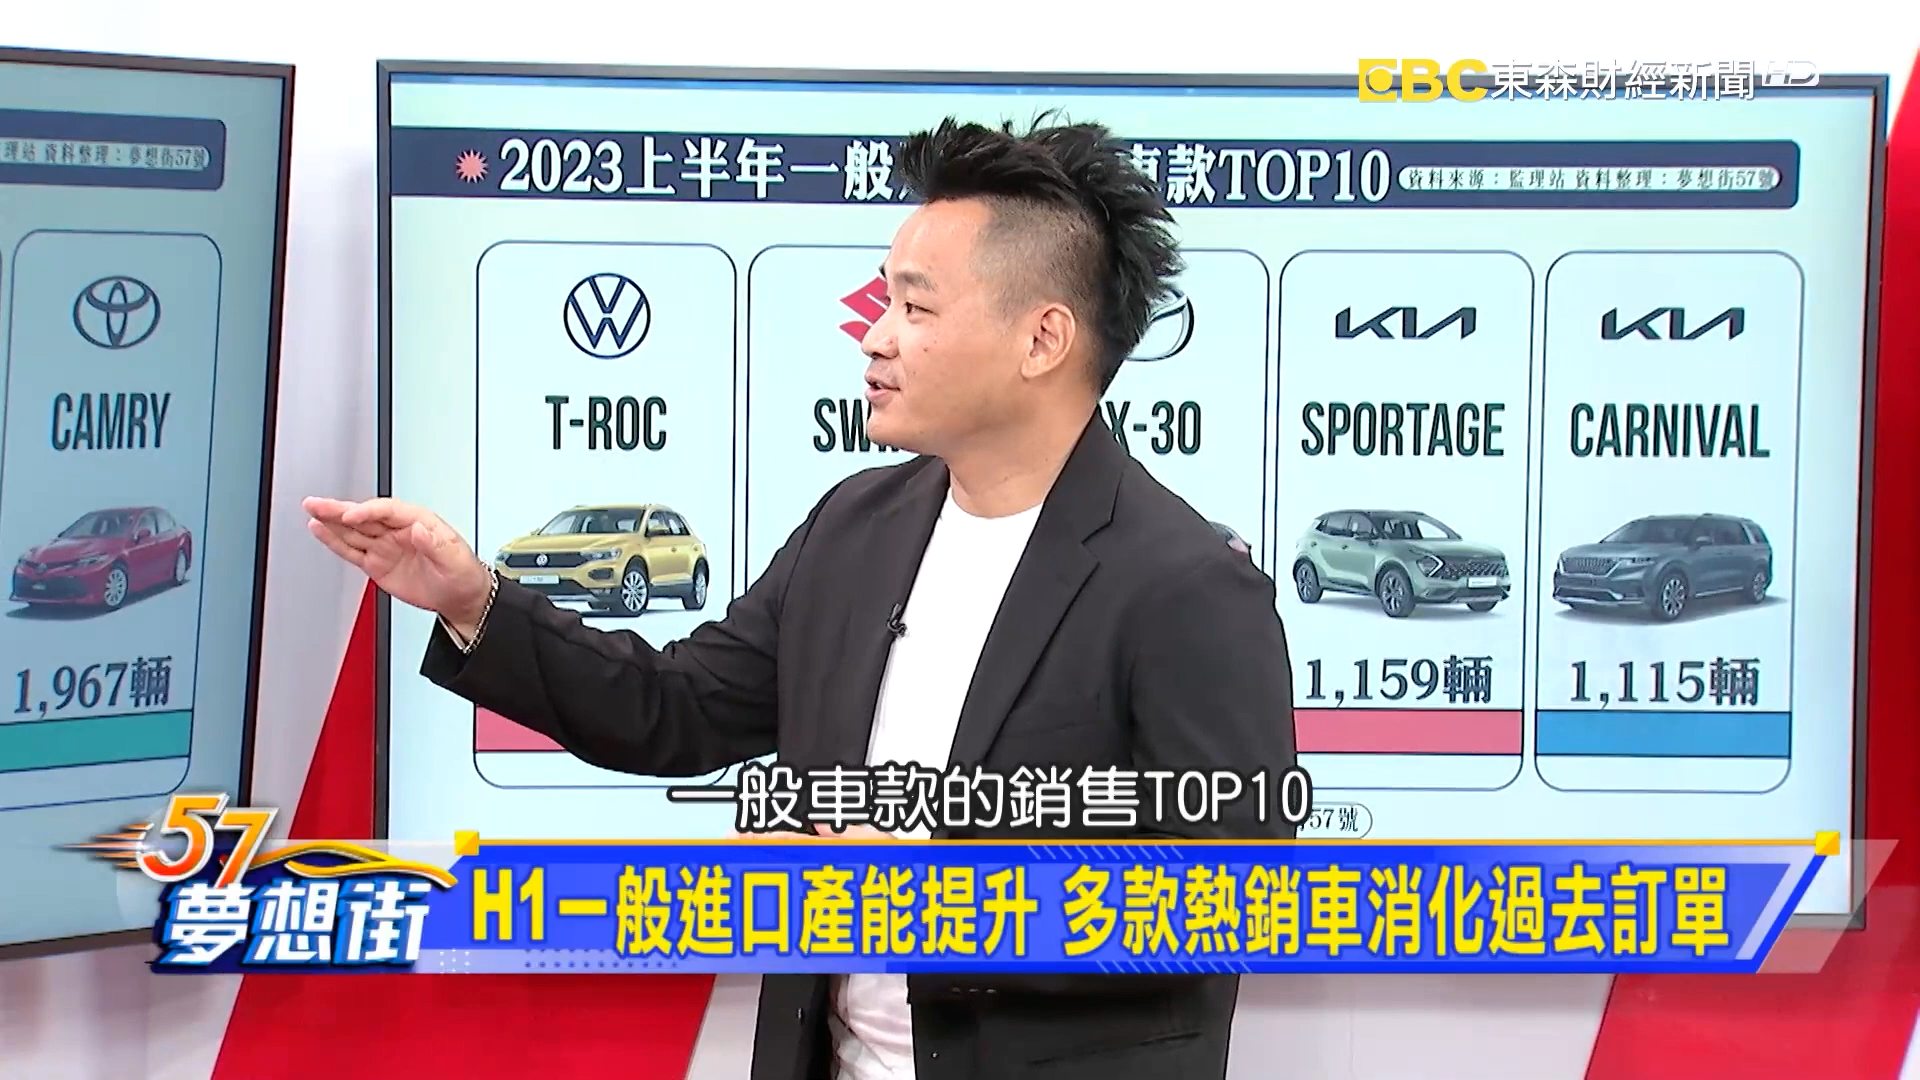 EBC東森財經新聞HD
理站 資料整理：夢想街57號
2023上半年一般 車款TOP10
資料來源：監理站 資料整理：夢想街57號
CAMRY
1,967輛
T-ROC
SW
X-30
KIA
SPORTAGE
1,159輛
KIA
CARNIVAL
1,115輛
一般車款的銷售TOP10
57號
57夢想街
H1一般進口產能提升 多款熱銷車消化過去訂單